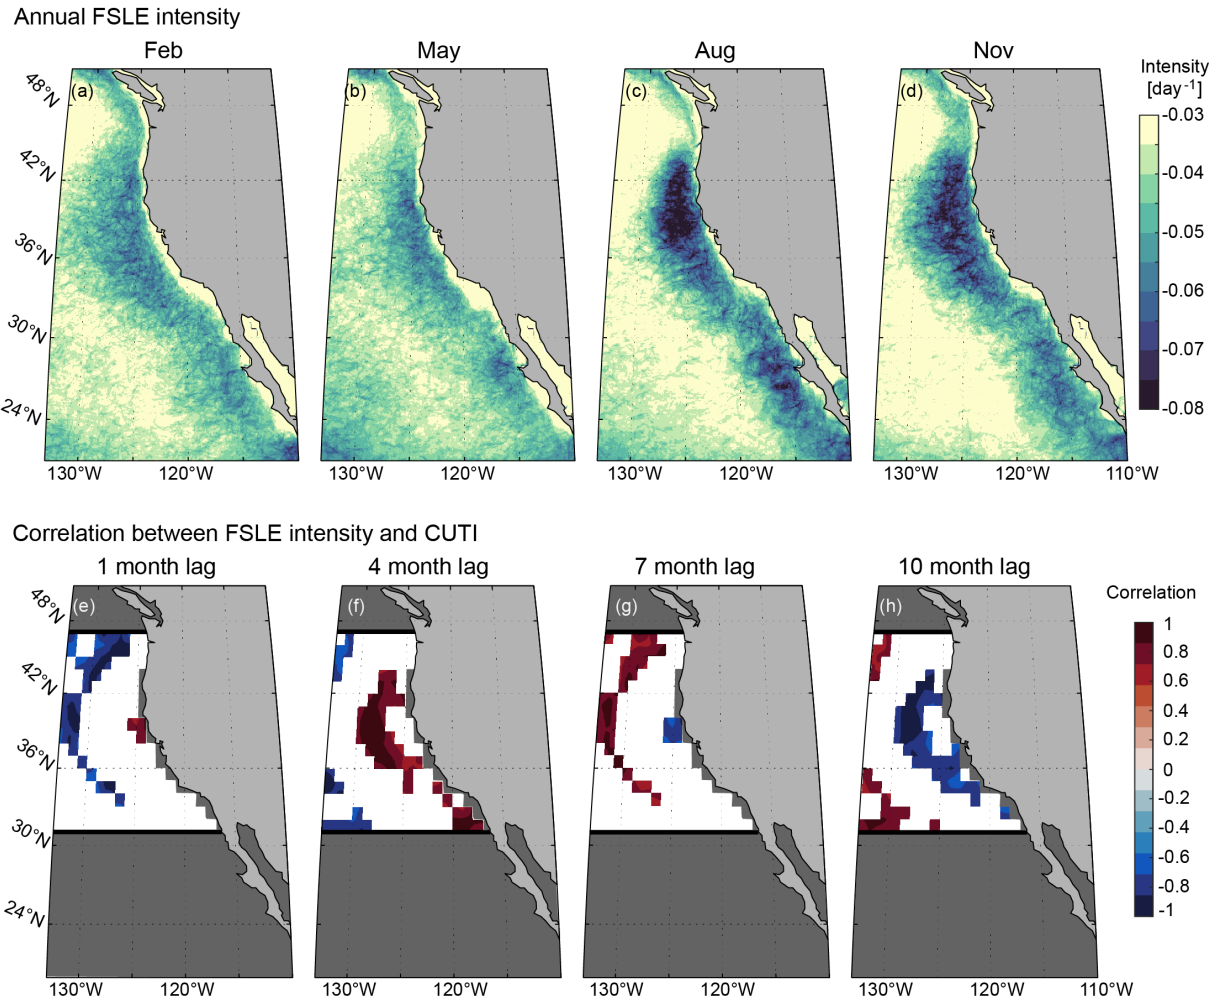 Annual FSLE intensity
Feb
May
Aug
Nov
Intensity
[day⁻¹]
(a)
(b)
(c)
(d)
48°N
42°N
36°N
30°N
24°N
-0.03
-0.04
-0.05
-0.06
-0.07
-0.08
130°W 120°W 130°W 120°W 130°W 120°W 130°W 120°W 110°W
Correlation between FSLE intensity and CUTI
1 month lag
4 month lag
7 month lag
10 month lag
Correlation
(e)
(f)
(g)
(h)
48°N
42°N
36°N
30°N
24°N
1
0.8
0.6
0.4
0.2
0
-0.2
-0.4
-0.6
-0.8
-1
130°W 120°W 130°W 120°W 130°W 120°W 130°W 120°W 110°W